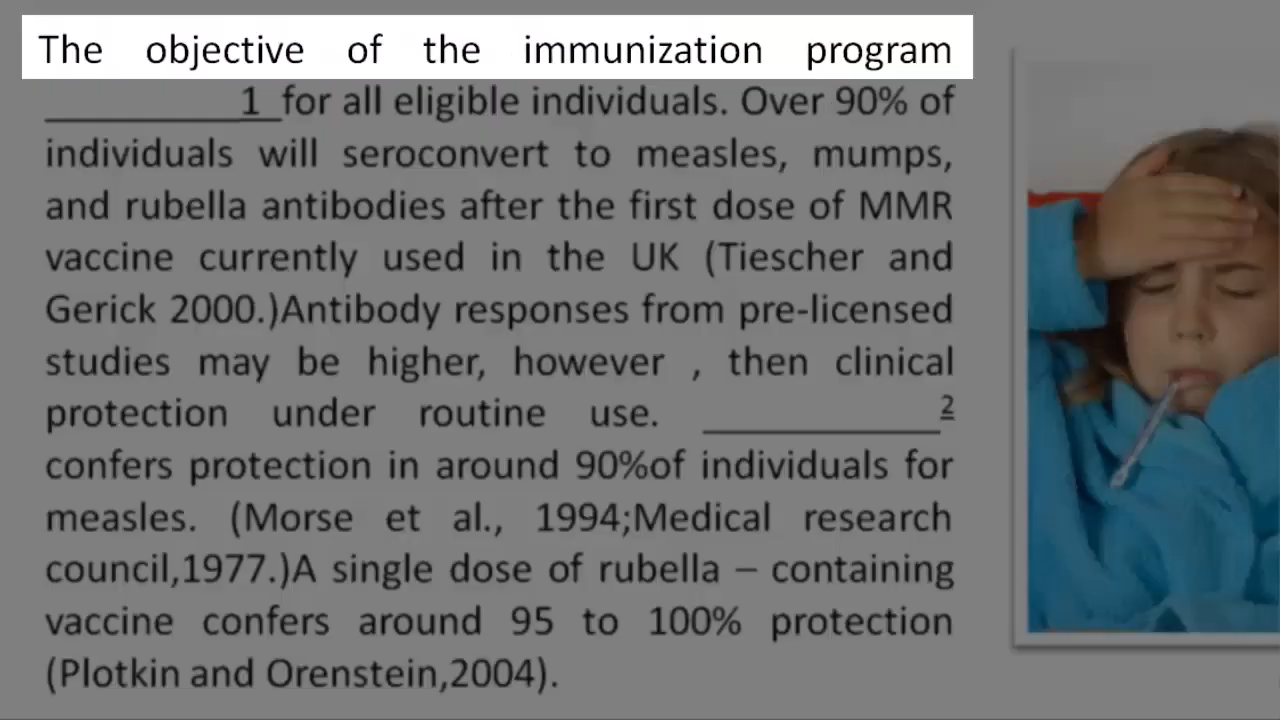 The objective of the immunization program
____________1_for all eligible individuals. Over 90% of
individuals will seroconvert to measles, mumps,
and rubella antibodies after the first dose of MMR
vaccine currently used in the UK (Tiescher and
Gerick 2000.)Antibody responses from pre-licensed
studies may be higher, however , then clinical
protection under routine use. ____________2
confers protection in around 90%of individuals for
measles. (Morse et al., 1994;Medical research
council,1977.)A single dose of rubella – containing
vaccine confers around 95 to 100% protection
(Plotkin and Orenstein,2004).